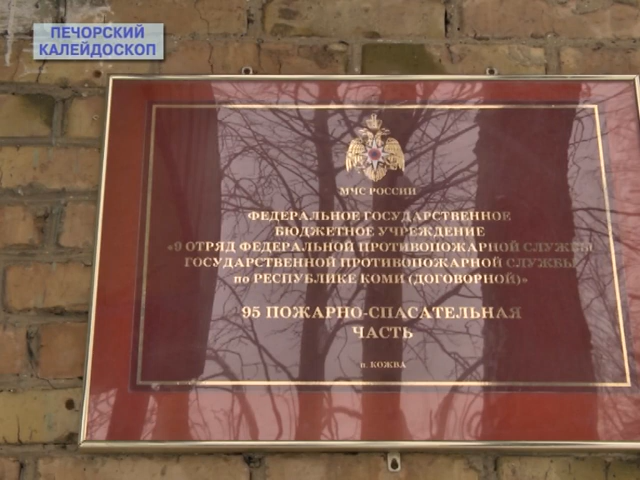 ПЕЧОРСКИЙ
КАЛЕЙДОСКОП
МЧС РОССИИ
ФЕДЕРАЛЬНОЕ ГОСУДАРСТВЕННОЕ
БЮДЖЕТНОЕ УЧРЕЖДЕНИЕ
«9 ОТРЯД ФЕДЕРАЛЬНОЙ ПРОТИВОПОЖАРНОЙ СЛУЖБЫ
ГОСУДАРСТВЕННОЙ ПРОТИВОПОЖАРНОЙ СЛУЖБЫ
по РЕСПУБЛИКЕ КОМИ (ДОГОВОРНОЙ)»
95 ПОЖАРНО-СПАСАТЕЛЬНАЯ
ЧАСТЬ
п. КОЖВА